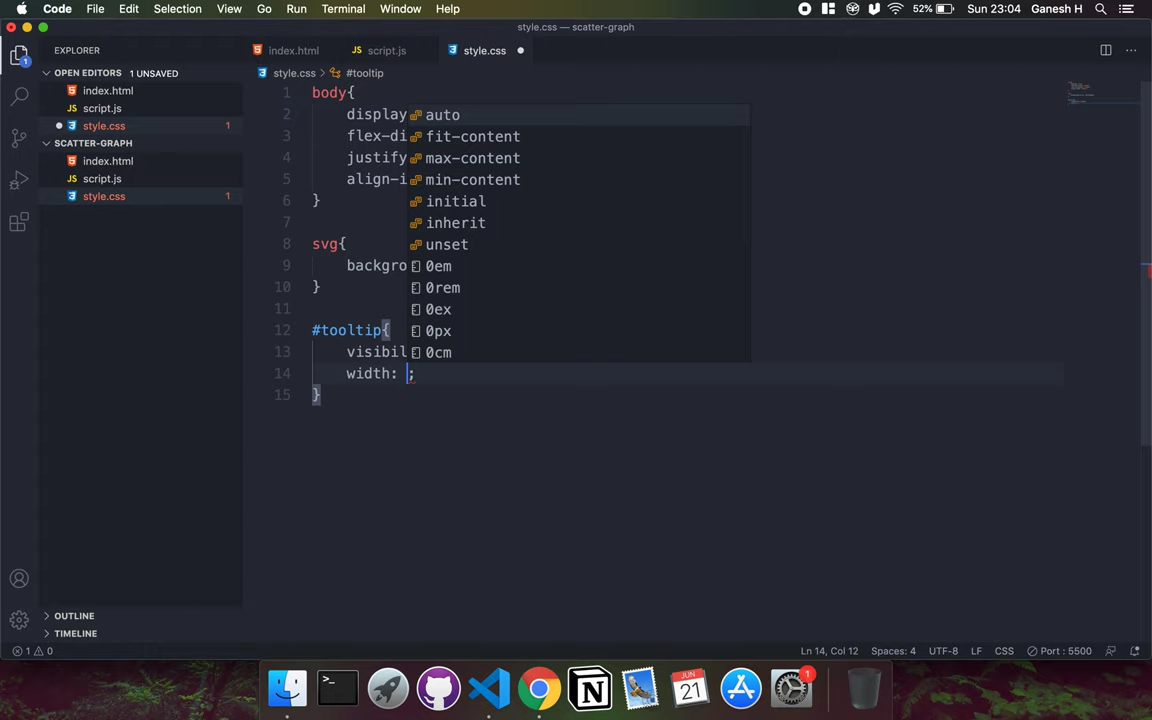 Code File Edit Selection View Go Run Terminal Window Help 52% Sun 23:04 Ganesh H
style.css — scatter-graph
EXPLORER
index.html JS script.js style.css
OPEN EDITORS 1 UNSAVED
style.css > #tooltip
index.html
JS script.js
style.css 1
SCATTER-GRAPH
index.html
JS script.js
style.css 1
OUTLINE
TIMELINE
1 body{
2 display
3 flex-di
4 justify
5 align-i
6 }
7
8 svg{
9 backgro
10 }
11
12 #tooltip{
13 visibil
14 width: ;
15 }
auto
fit-content
max-content
min-content
initial
inherit
unset
0em
0rem
0ex
0px
0cm
1
1 0 Ln 14, Col 12 Spaces: 4 UTF-8 LF CSS Port : 5500
>_
N
JUN
21
1